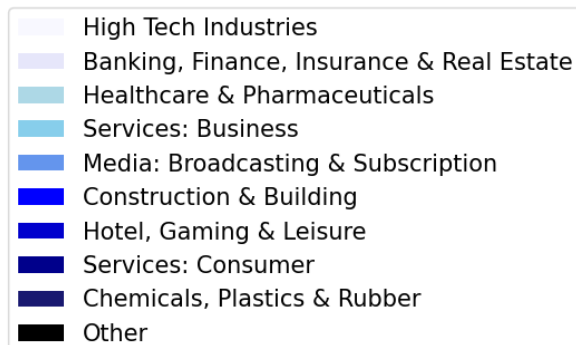 High Tech Industries
Banking, Finance, Insurance & Real Estate
Healthcare & Pharmaceuticals
Services: Business
Media: Broadcasting & Subscription
Construction & Building
Hotel, Gaming & Leisure
Services: Consumer
Chemicals, Plastics & Rubber
Other